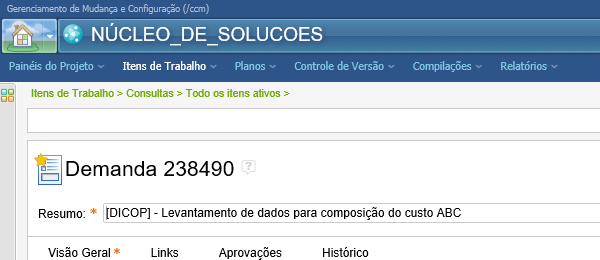 Gerenciamento de Mudança e Configuração (/ccm)
NÚCLEO_DE_SOLUCOES
Painéis do Projeto Itens de Trabalho Planos Controle de Versão Compilações Relatórios
Itens de Trabalho > Consultas > Todo os itens ativos >
Demanda 238490 ?
Resumo: * [DICOP] - Levantamento de dados para composição do custo ABC
Visão Geral * Links Aprovações Histórico